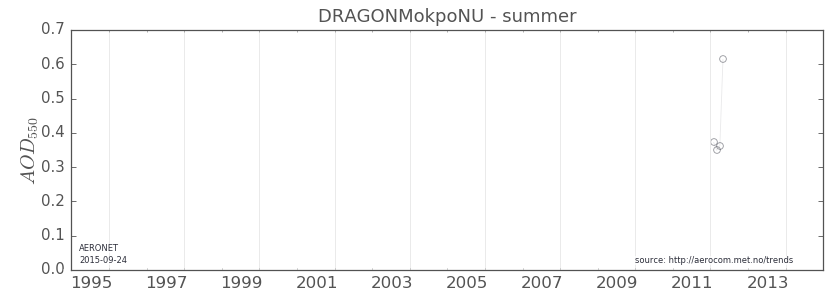 DRAGONMokpoNU - summer
0.7
0.6
0.5
0.4
0.3
0.2
0.1
0.0
AOD550
AERONET
2015-09-24
source: http://aerocom.met.no/trends
1995 1997 1999 2001 2003 2005 2007 2009 2011 2013